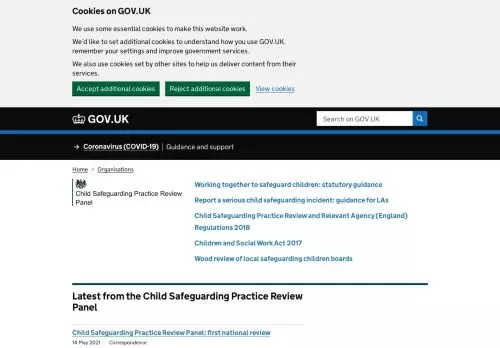 Cookies on GOV.UK
We use some essential cookies to make this website work.
We'd like to set additional cookies to understand how you use GOV.UK,
remember your settings and improve government services.
We also use cookies set by other sites to help us deliver content from their
services.
Accept additional cookies Reject additional cookies View cookies
GOV.UK Search on GOV.UK
→ Coronavirus (COVID-19) | Guidance and support
Home > Organisations
Child Safeguarding Practice Review
Panel
Working together to safeguard children: statutory guidance
Report a serious child safeguarding incident: guidance for LAs
Child Safeguarding Practice Review and Relevant Agency (England)
Regulations 2018
Children and Social Work Act 2017
Wood review of local safeguarding children boards
Latest from the Child Safeguarding Practice Review
Panel
Child Safeguarding Practice Review Panel: first national review
14 May 2021 Correspondence